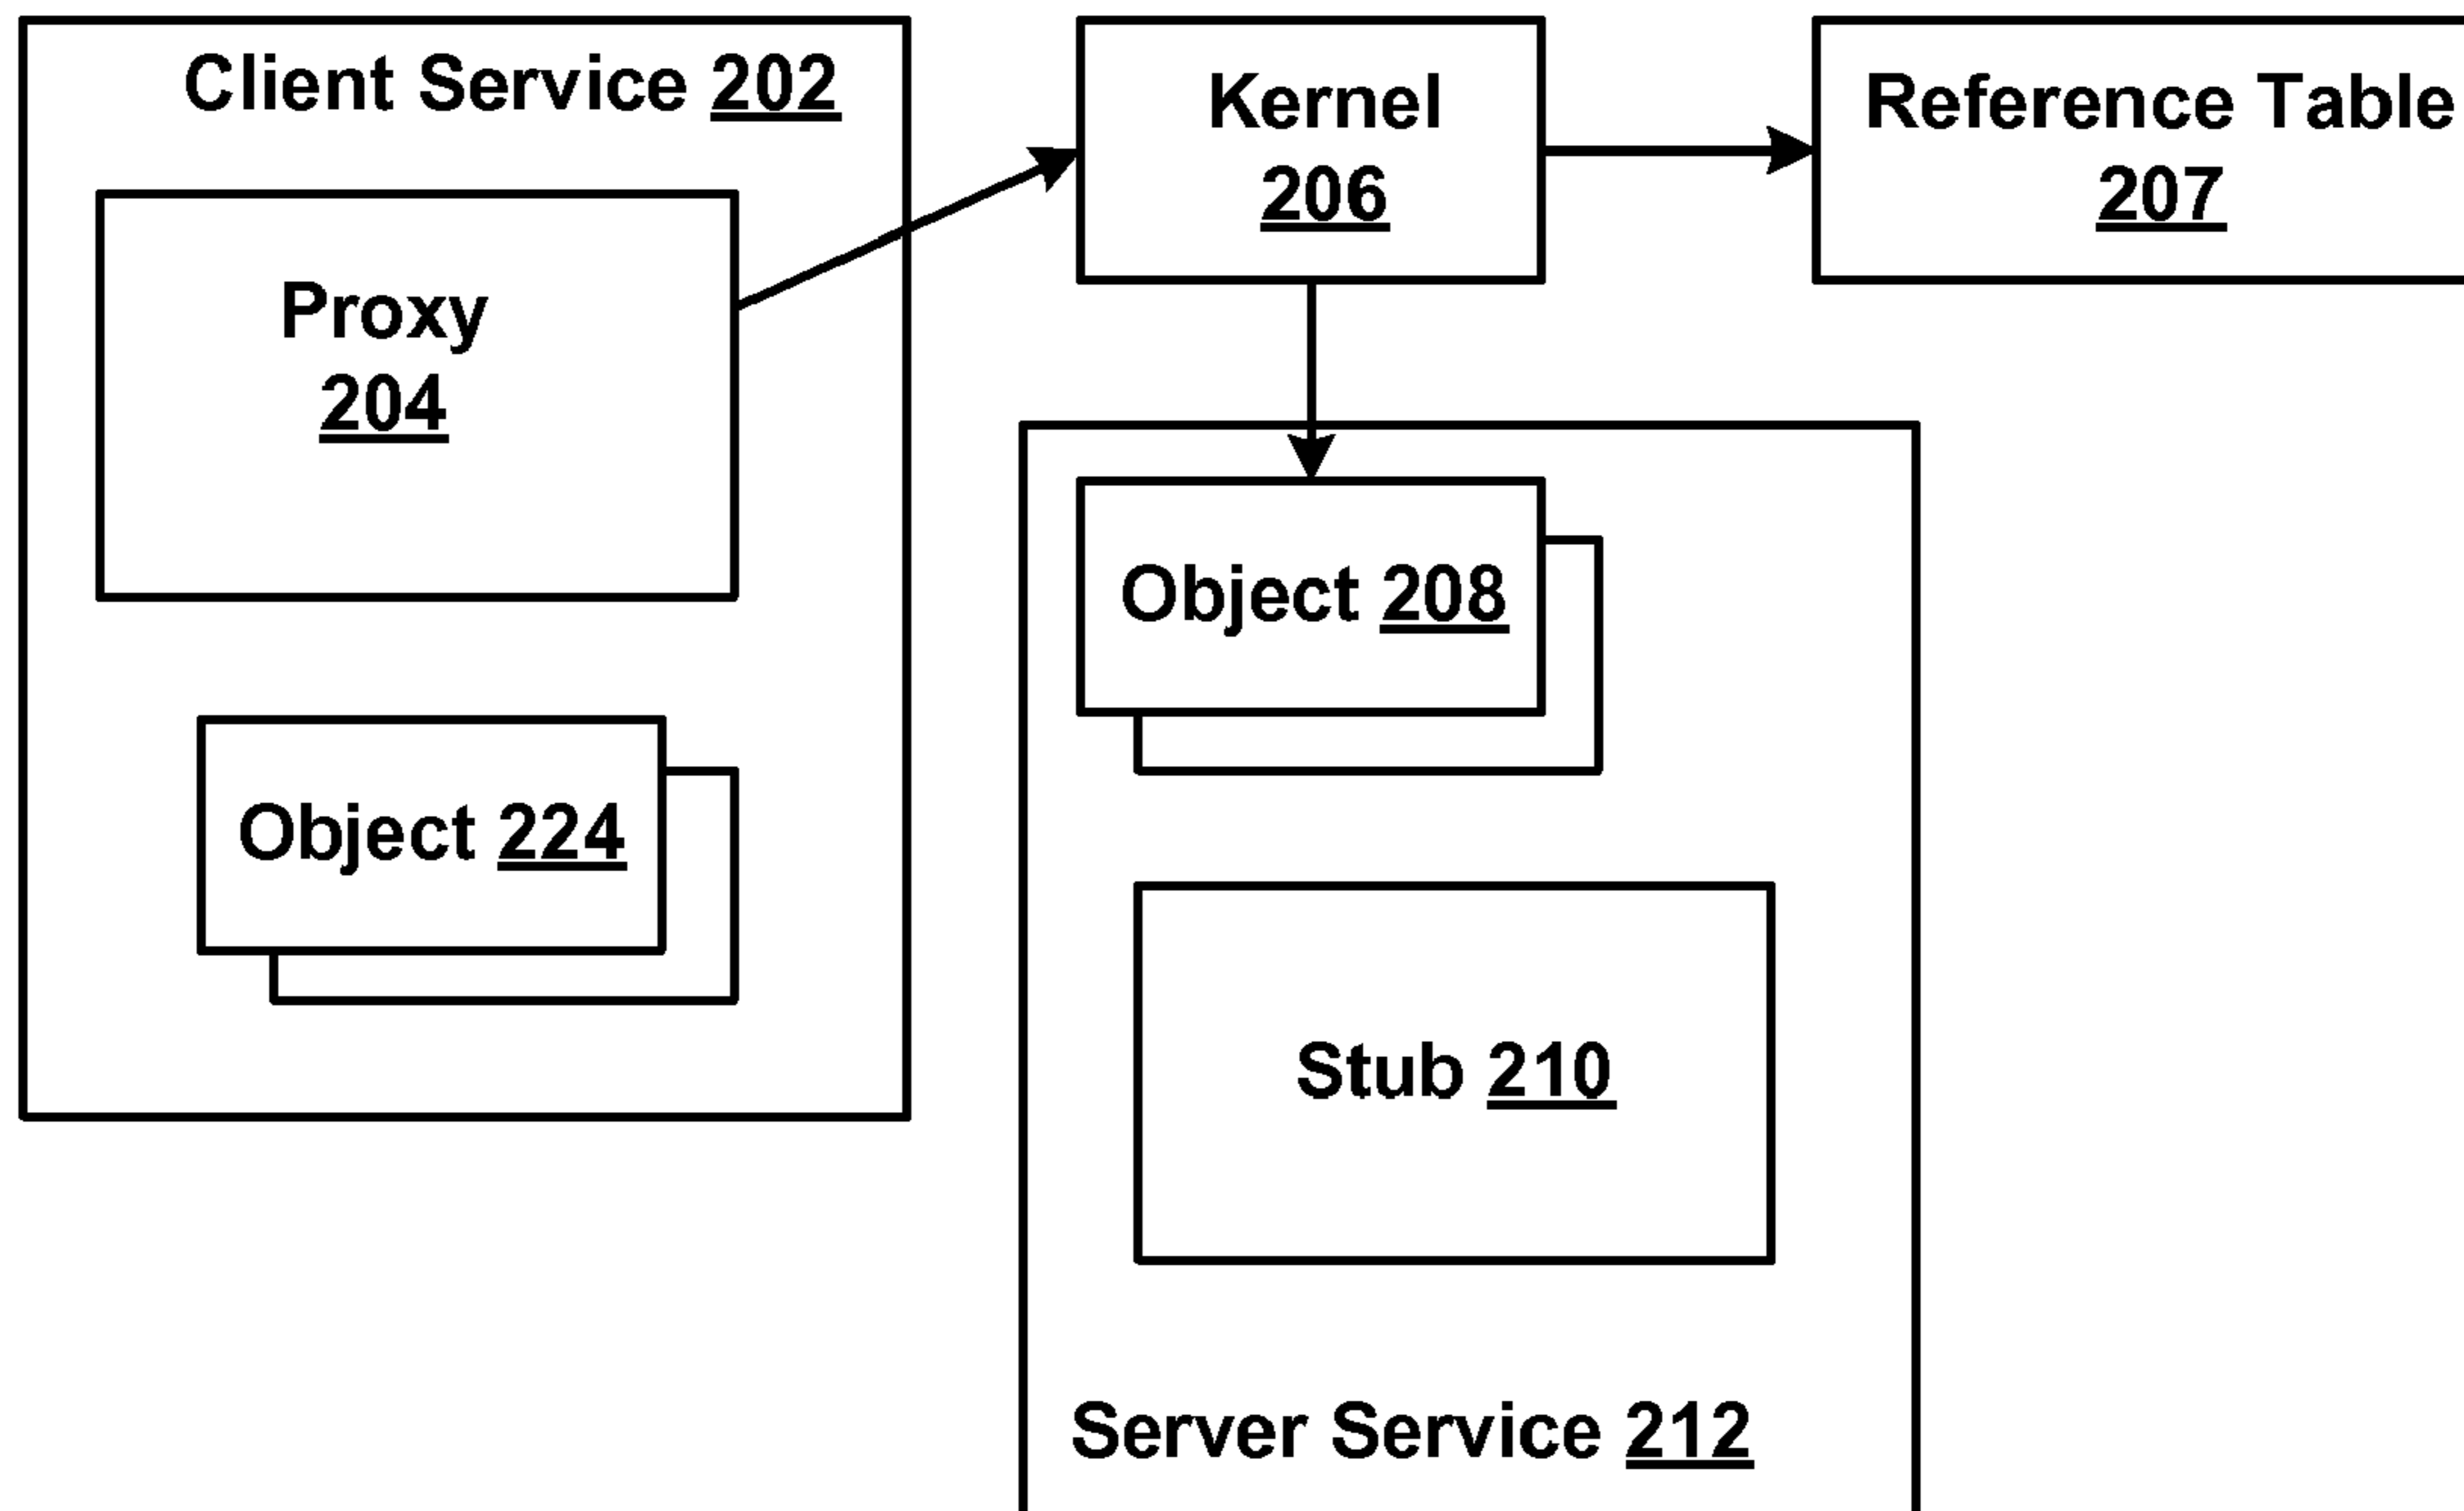 Client Service 202
Kernel
206
Reference Table
207
Proxy
204
Object 208
Object 224
Stub 210
Server Service 212